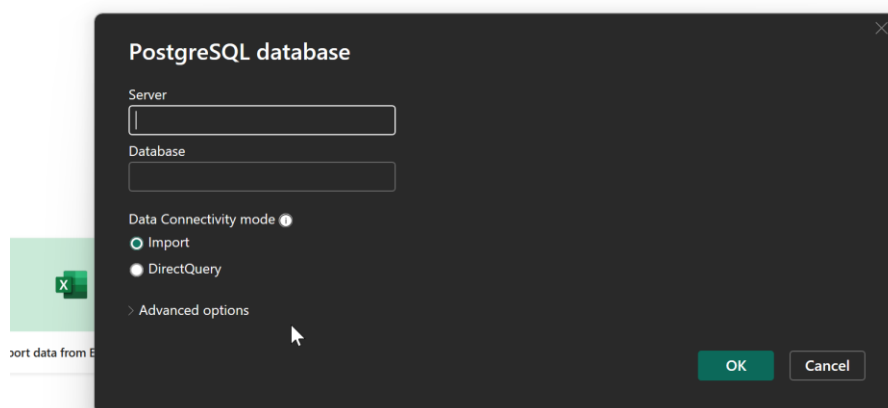 PostgreSQL database
Server
Database
Data Connectivity mode
Import
DirectQuery
Advanced options
port data from E
OK
Cancel